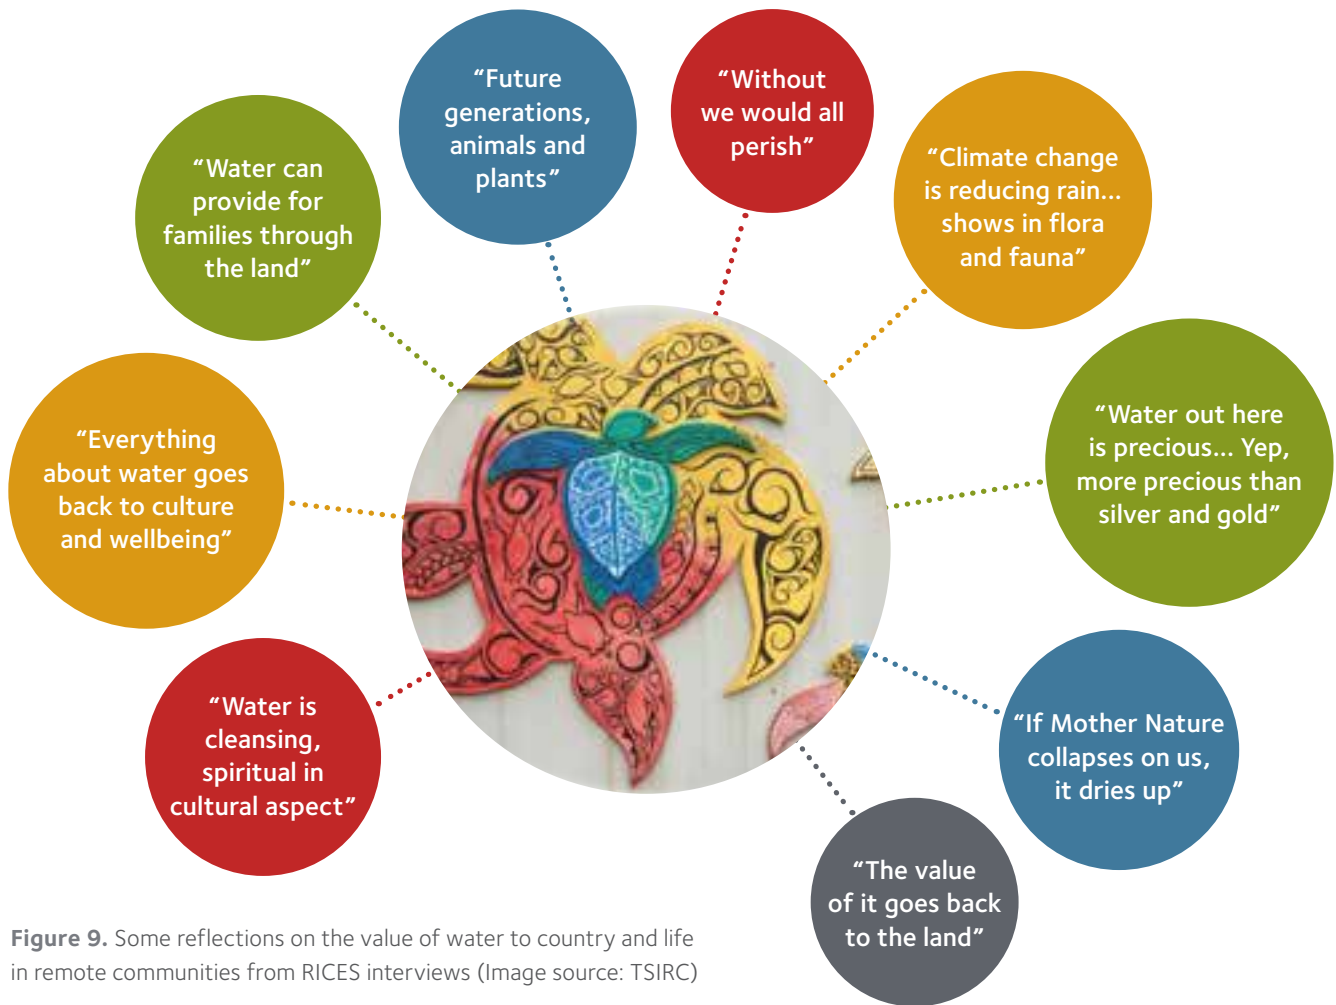 “Future
generations,
animals and
plants”
“Without
we would all
perish”
“Climate change
is reducing rain...
shows in flora
and fauna”
“Water can
provide for
families through
the land”
“Water out here
is precious... Yep,
more precious than
silver and gold”
“Everything
about water goes
back to culture
and wellbeing”
“Water is
cleansing,
spiritual in
cultural aspect”
“If Mother Nature
collapses on us,
it dries up”
“The value
of it goes back
to the land”
Figure 9. Some reflections on the value of water to country and life
in remote communities from RICES interviews (Image source: TSIRC)